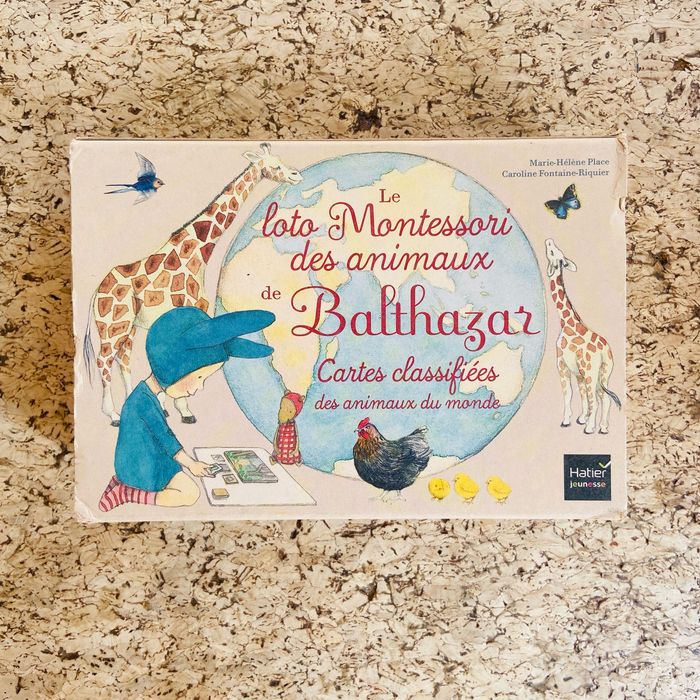 Marie-Hélène Place
Caroline Fontaine-Riquier
Le
loto Montessori
des animaux
de Balthazar
Cartes classifiées
des animaux du monde
Hatier
jeunesse